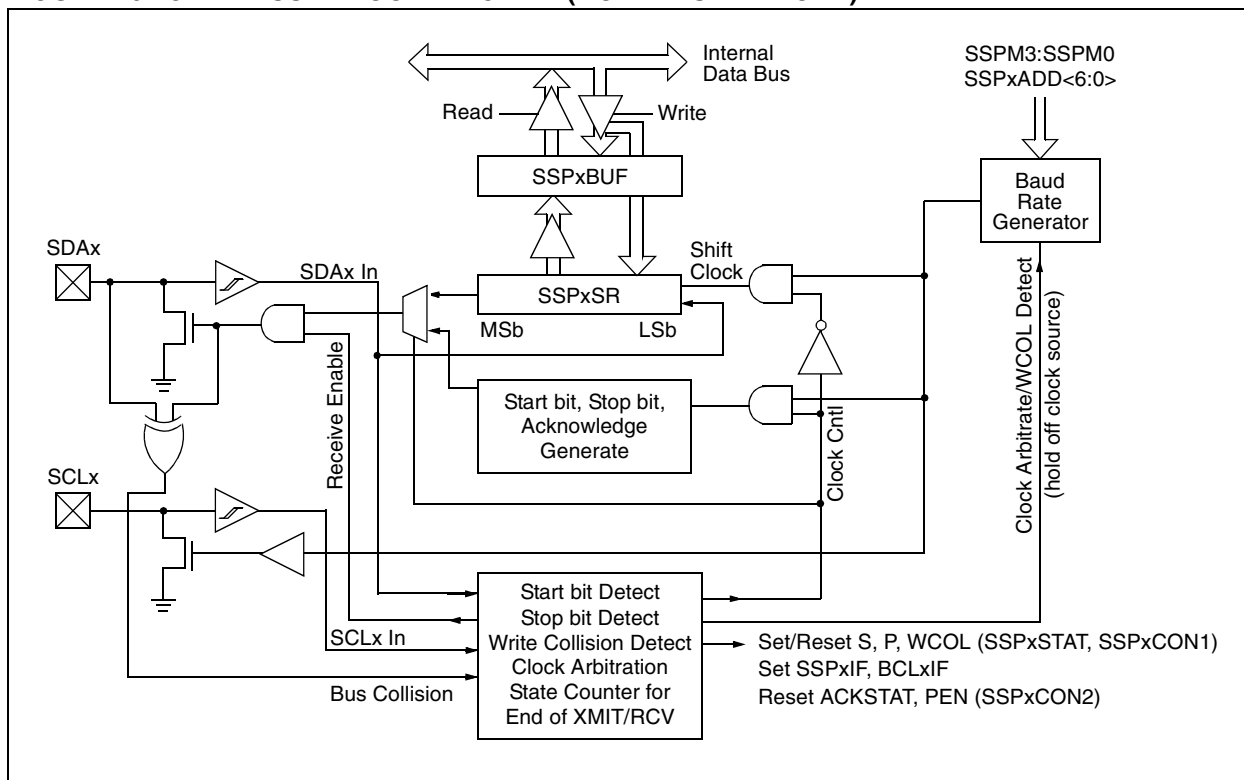 Internal
Data Bus
SSPM3:SSPM0
SSPxADD<6:0>
Read
Write
SSPxBUF
Baud
Rate
Generator
SDAx
SDAx In
Shift
Clock
SSPxSR
MSb
LSb
Receive Enable
Start bit, Stop bit,
Acknowledge
Generate
Clock Cntl
Clock Arbitrate/WCOL Detect
(hold off clock source)
SCLx
SCLx In
Bus Collision
Start bit Detect
Stop bit Detect
Write Collision Detect
Clock Arbitration
State Counter for
End of XMIT/RCV
Set/Reset S, P, WCOL (SSPxSTAT, SSPxCON1)
Set SSPxIF, BCLxIF
Reset ACKSTAT, PEN (SSPxCON2)